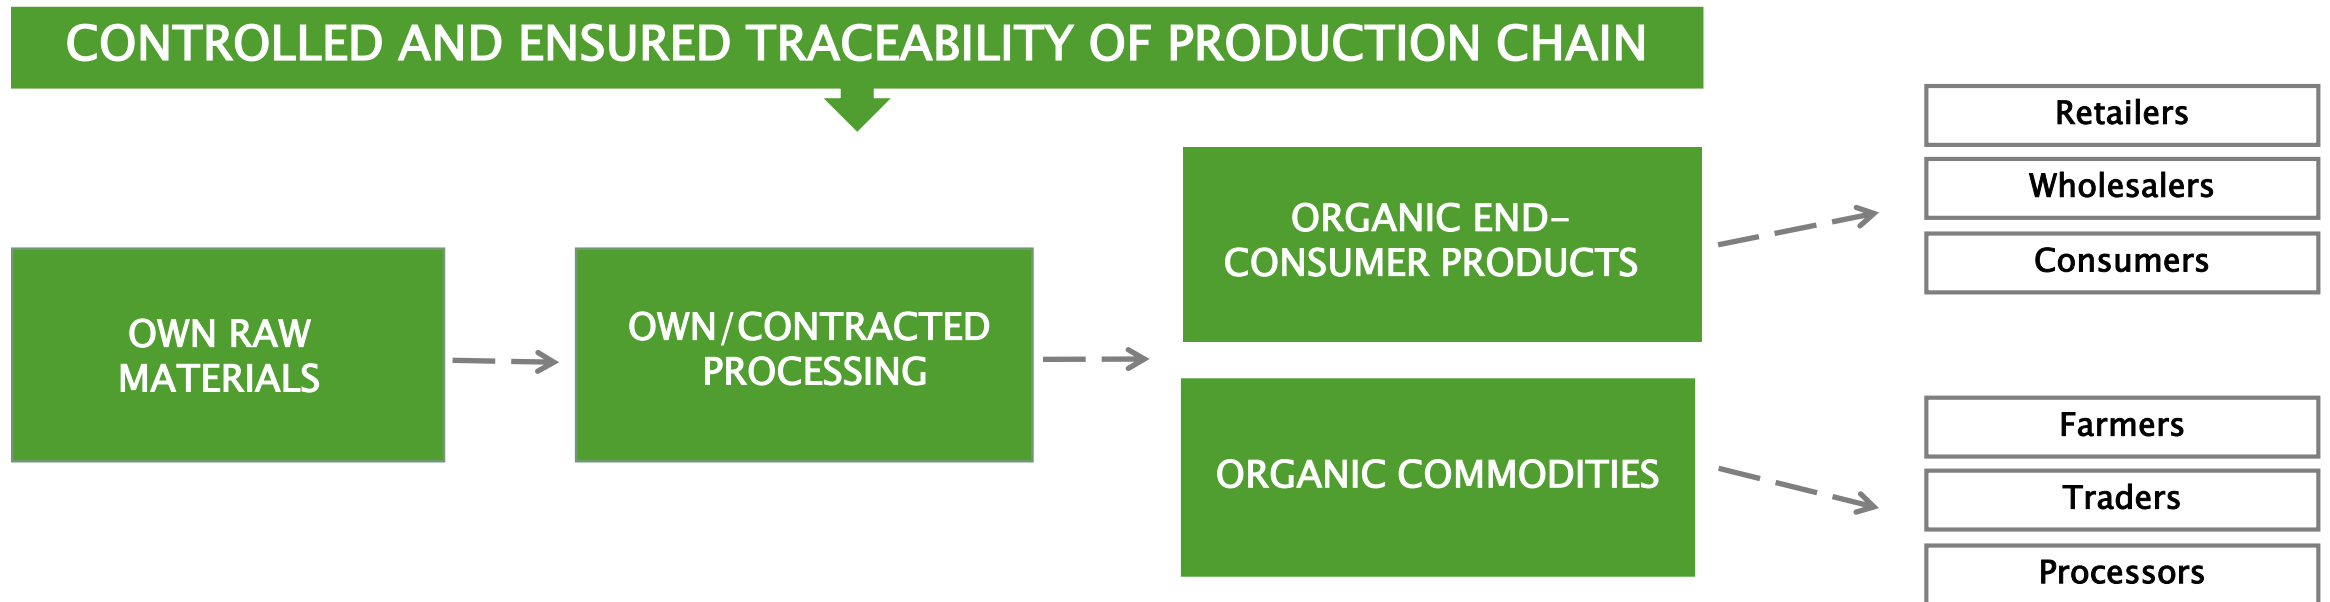 CONTROLLED AND ENSURED TRACEABILITY OF PRODUCTION CHAIN
OWN RAW
MATERIALS
OWN/CONTRACTED
PROCESSING
ORGANIC END-
CONSUMER PRODUCTS
ORGANIC COMMODITIES
Retailers
Wholesalers
Consumers
Farmers
Traders
Processors